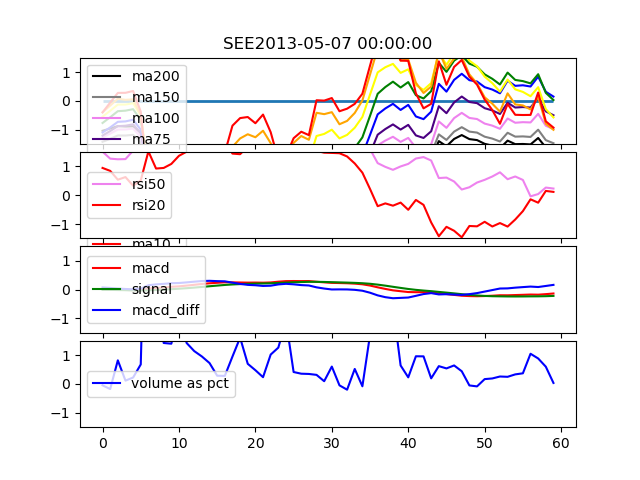 SEE2013-05-07 00:00:00
1
0
−1
ma200
ma150
ma100
ma75
1
0
−1
rsi50
rsi20
ma10
1
0
−1
macd
signal
macd_diff
1
0
−1
volume as pct
0 10 20 30 40 50 60